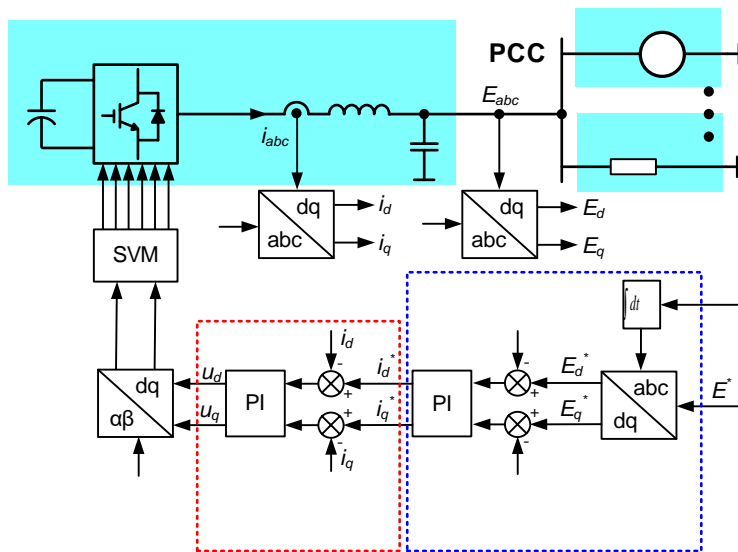 PCC
E_abc
i_abc
dq
abc
i_d
i_q
dq
abc
E_d
E_q
SVM
∫dt
i_d
-
+
i_d^*
-
+
E_d^*
abc
dq
E^*
dq
αβ
u_d
u_q
PI
+
-
i_q
i_q^*
PI
+
-
E_q^*